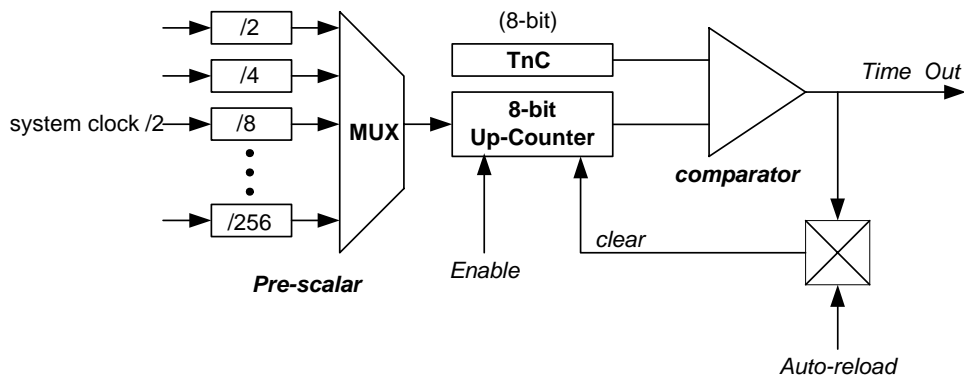 /2
(8-bit)
TnC
/4
Time Out
system clock /2
/8
MUX
8-bit
Up-Counter
comparator
/256
clear
Pre-scalar
Enable
Auto-reload